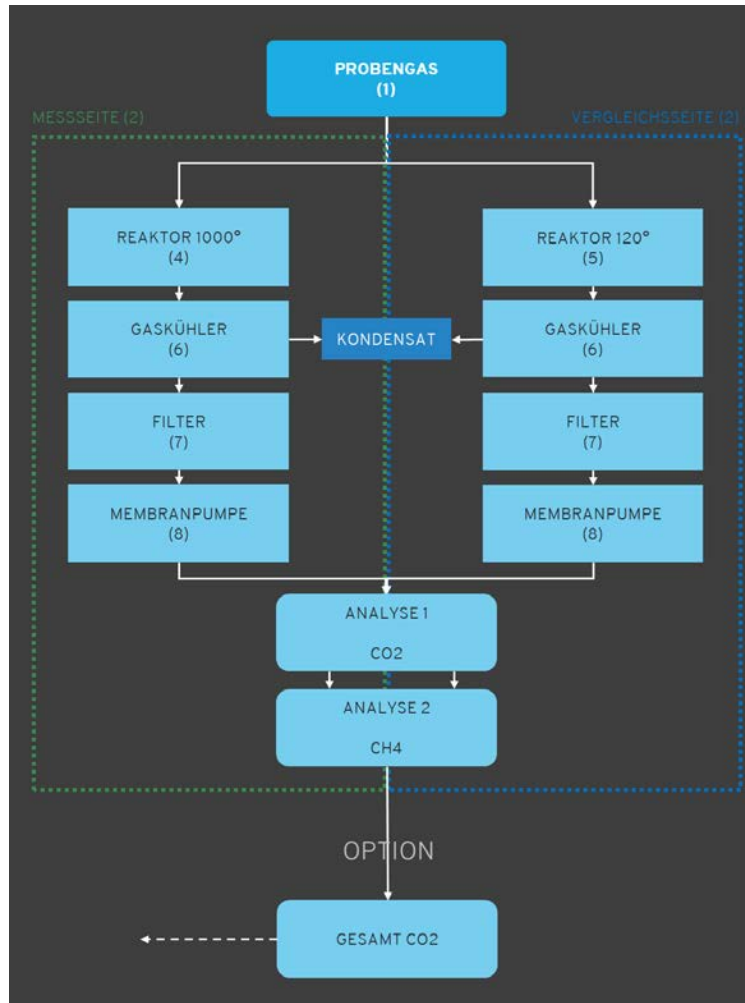 PROBENGAS
(1)
MESSSEITE (2)
VERGLEICHSSEITE (2)
REAKTOR 1000°
(4)
REAKTOR 120°
(5)
GASKÜHLER
(6)
KONDENSAT
GASKÜHLER
(6)
FILTER
(7)
FILTER
(7)
MEMBRANPUMPE
(8)
MEMBRANPUMPE
(8)
ANALYSE 1
CO2
ANALYSE 2
CH4
OPTION
GESAMT CO2